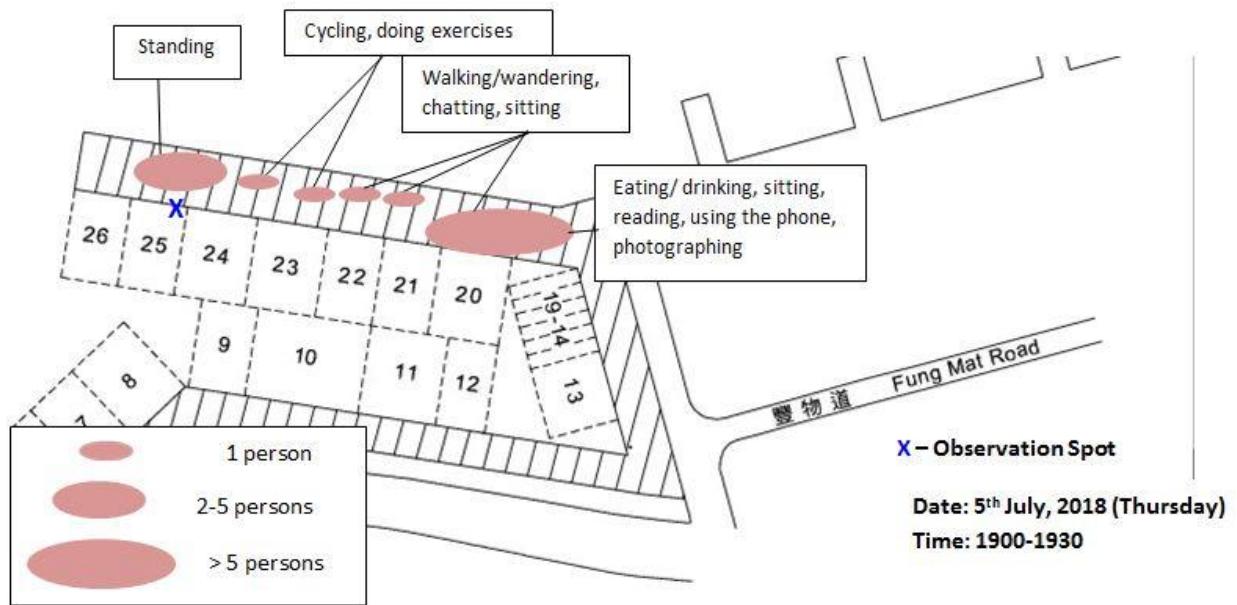 Standing
Cycling, doing exercises
Walking/wandering,
chatting, sitting
Eating/ drinking, sitting,
reading, using the phone,
photographing
26
25
24
23
22
21
20
19-14
13
9
10
11
12
8
7
豐物道 Fung Mat Road
1 person
2-5 persons
> 5 persons
X – Observation Spot
Date: 5th July, 2018 (Thursday)
Time: 1900-1930